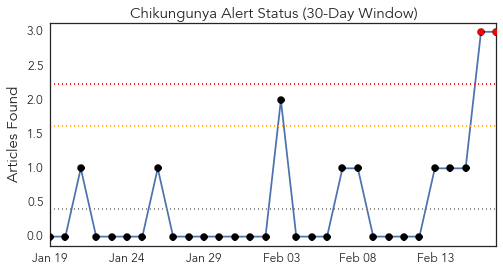 Chikungunya Alert Status (30-Day Window)
Articles Found
3.0
2.5
2.0
1.5
1.0
0.5
0.0
Jan 19 Jan 24 Jan 29 Feb 03 Feb 08 Feb 13